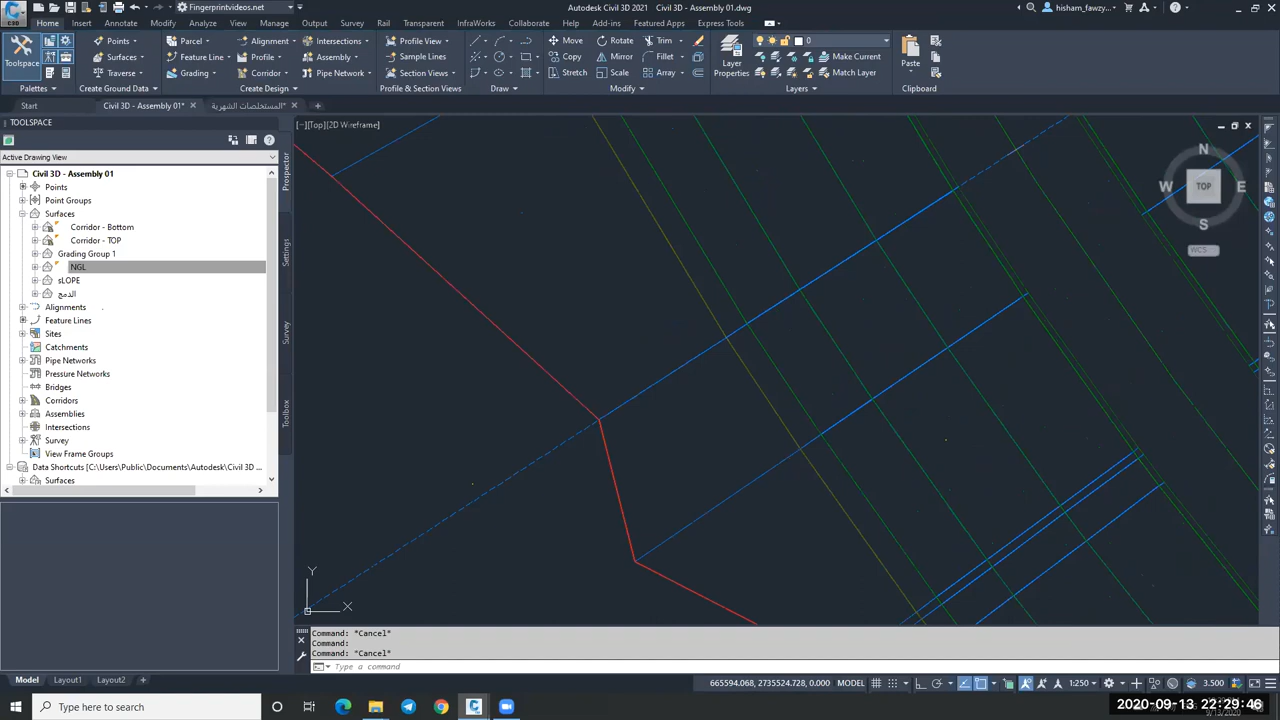 Fingerprintvideos.net
Autodesk Civil 3D 2021 Civil 3D - Assembly 01.dwg
hisham_fawzy...
Home Insert Annotate Modify Analyze View Manage Output Survey Rail Transparent InfraWorks Collaborate Help Add-ins Featured Apps Express Tools
Toolspace
Points
Surfaces
Traverse
Parcel
Feature Line
Grading
Alignment
Profile
Corridor
Intersections
Assembly
Pipe Network
Profile View
Sample Lines
Section Views
Move
Copy
Stretch
Rotate
Mirror
Scale
Trim
Fillet
Array
Layer
Properties
0
Make Current
Match Layer
Paste
Palettes Create Ground Data Create Design Profile & Section Views Draw Modify Layers Clipboard
Start Civil 3D - Assembly 01* المستخلصات الشهرية*
TOOLSPACE
Active Drawing View
Civil 3D - Assembly 01
Points
Point Groups
Surfaces
Corridor - Bottom
Corridor - TOP
Grading Group 1
NGL
sLOPE
الدمج
Alignments
Feature Lines
Sites
Catchments
Pipe Networks
Pressure Networks
Bridges
Corridors
Assemblies
Intersections
Survey
View Frame Groups
Data Shortcuts [C:\Users\Public\Documents\Autodesk\Civil 3D ...
Surfaces
Prospector
Settings
Survey
Toolbox
[−][Top][2D Wireframe]
N
W TOP E
S
WCS
Y
X
Command: *Cancel*
Command:
Command: *Cancel*
Type a command
Model Layout1 Layout2
665594.068, 2735524.728, 0.000 MODEL
1:250
3.500
Type here to search
2020-09-13 22:29:46